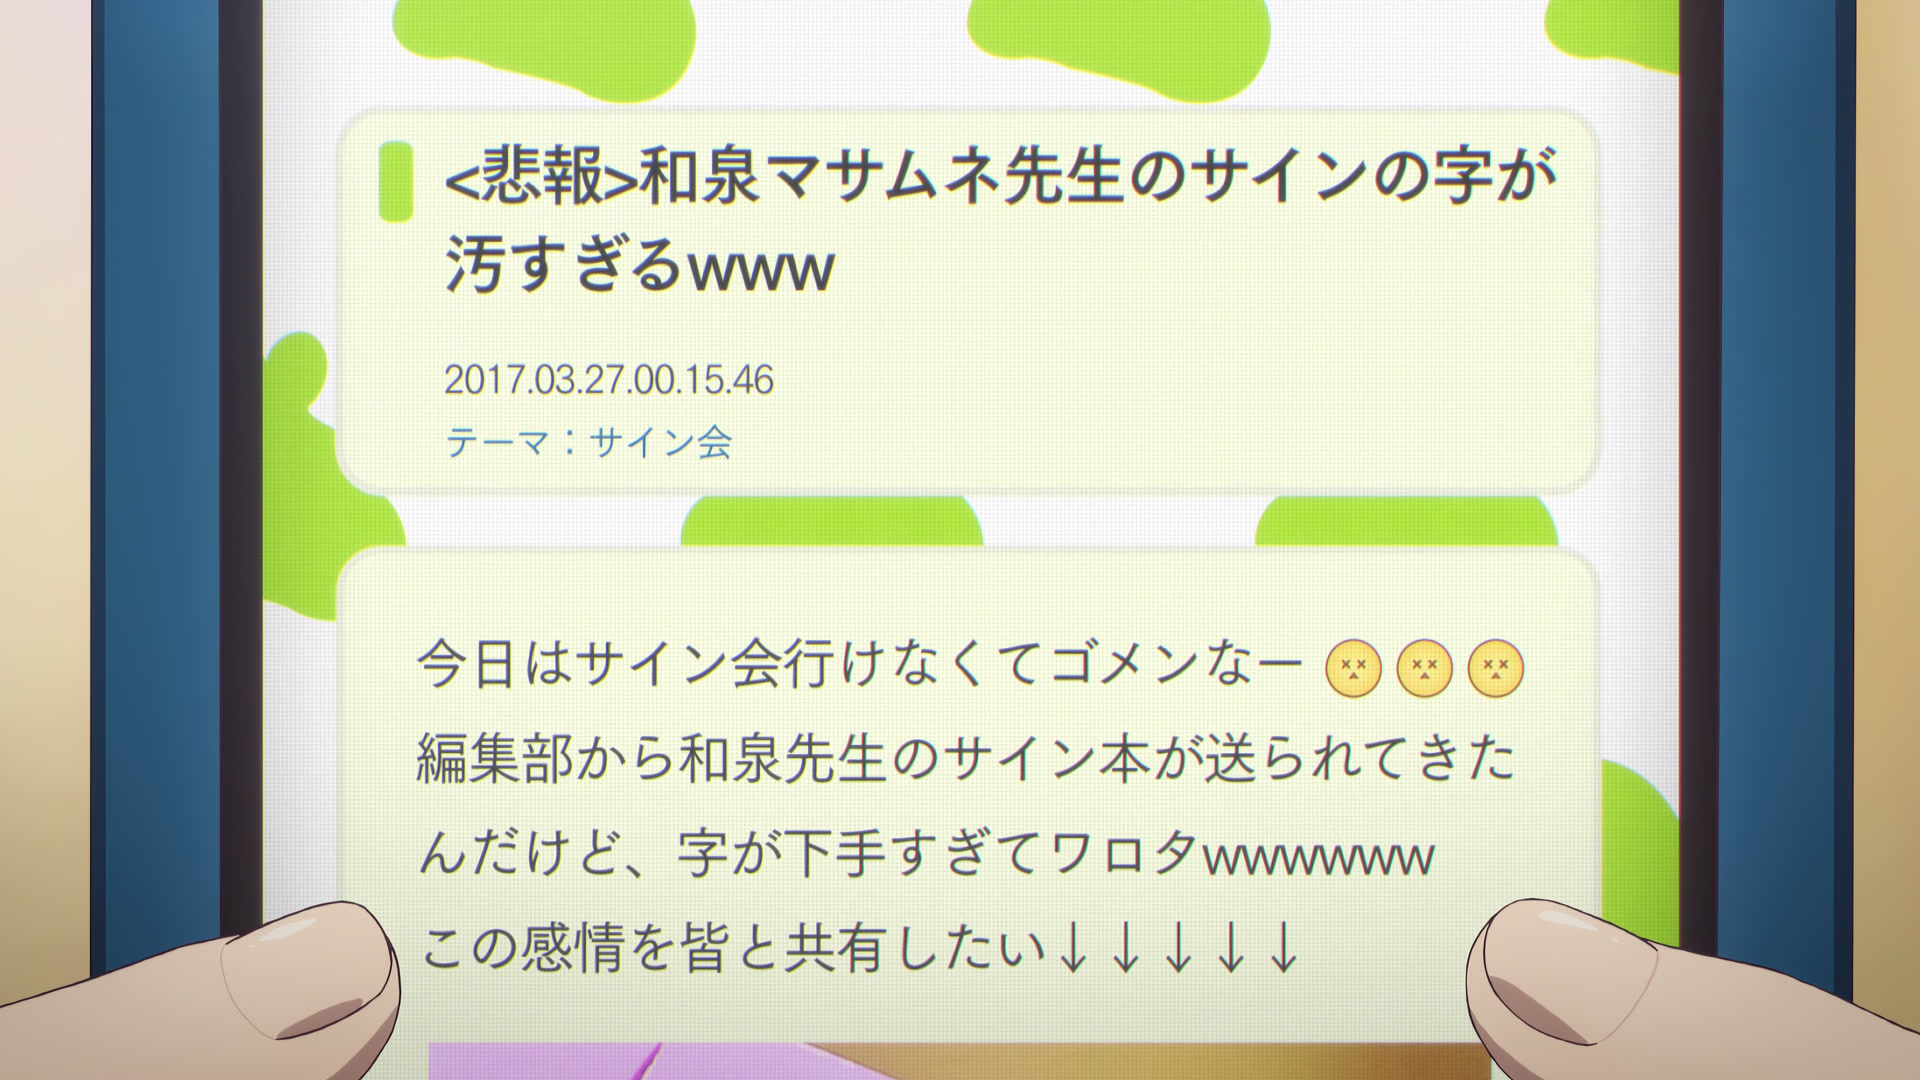 <悲報>和泉マサムネ先生のサインの字が
汚すぎるwww
2017.03.27.00.15.46
テーマ：サイン会
今日はサイン会行けなくてゴメンなー
編集部から和泉先生のサイン本が送られてきた
んだけど、字が下手すぎてワロタwwwwww
この感情を皆と共有したい↓↓↓↓↓